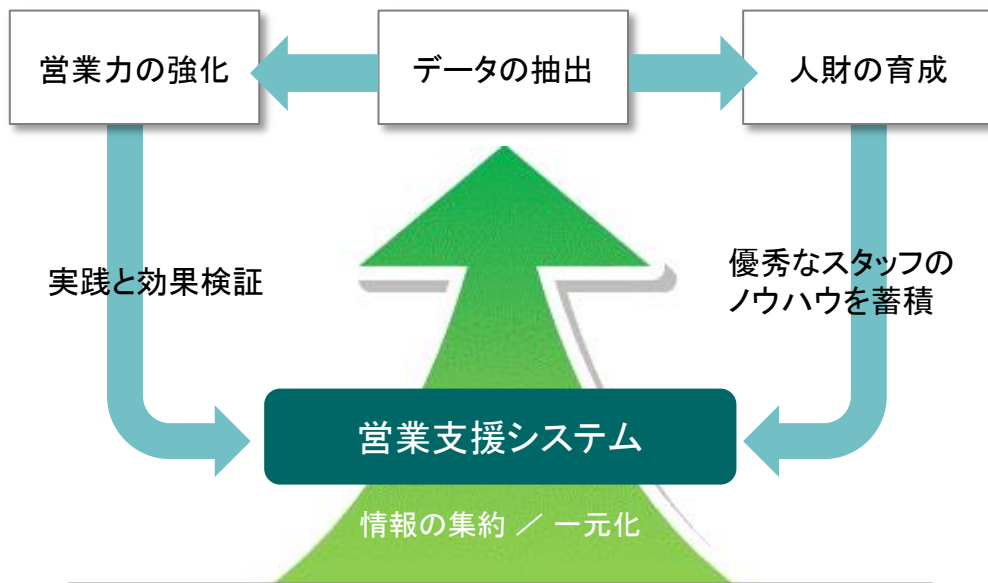 営業力の強化
データの抽出
人財の育成
実践と効果検証
優秀なスタッフの
ノウハウを蓄積
営業支援システム
情報の集約 ／ 一元化